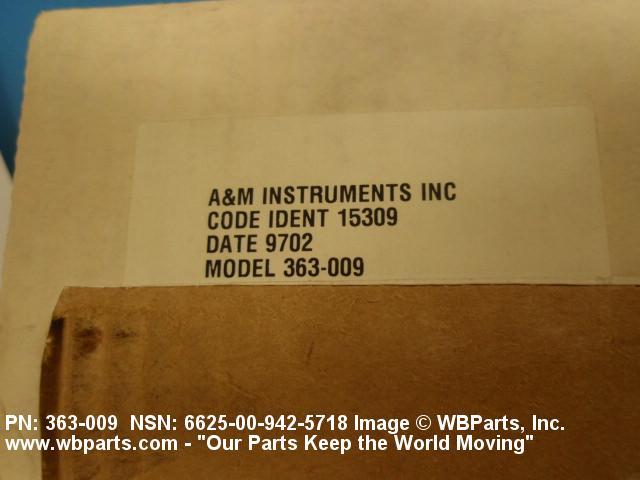 A&M INSTRUMENTS INC
CODE IDENT 15309
DATE 9702
MODEL 363-009
PN: 363-009 NSN: 6625-00-942-5718 Image © WBParts, Inc.
www.wbparts.com - "Our Parts Keep the World Moving"